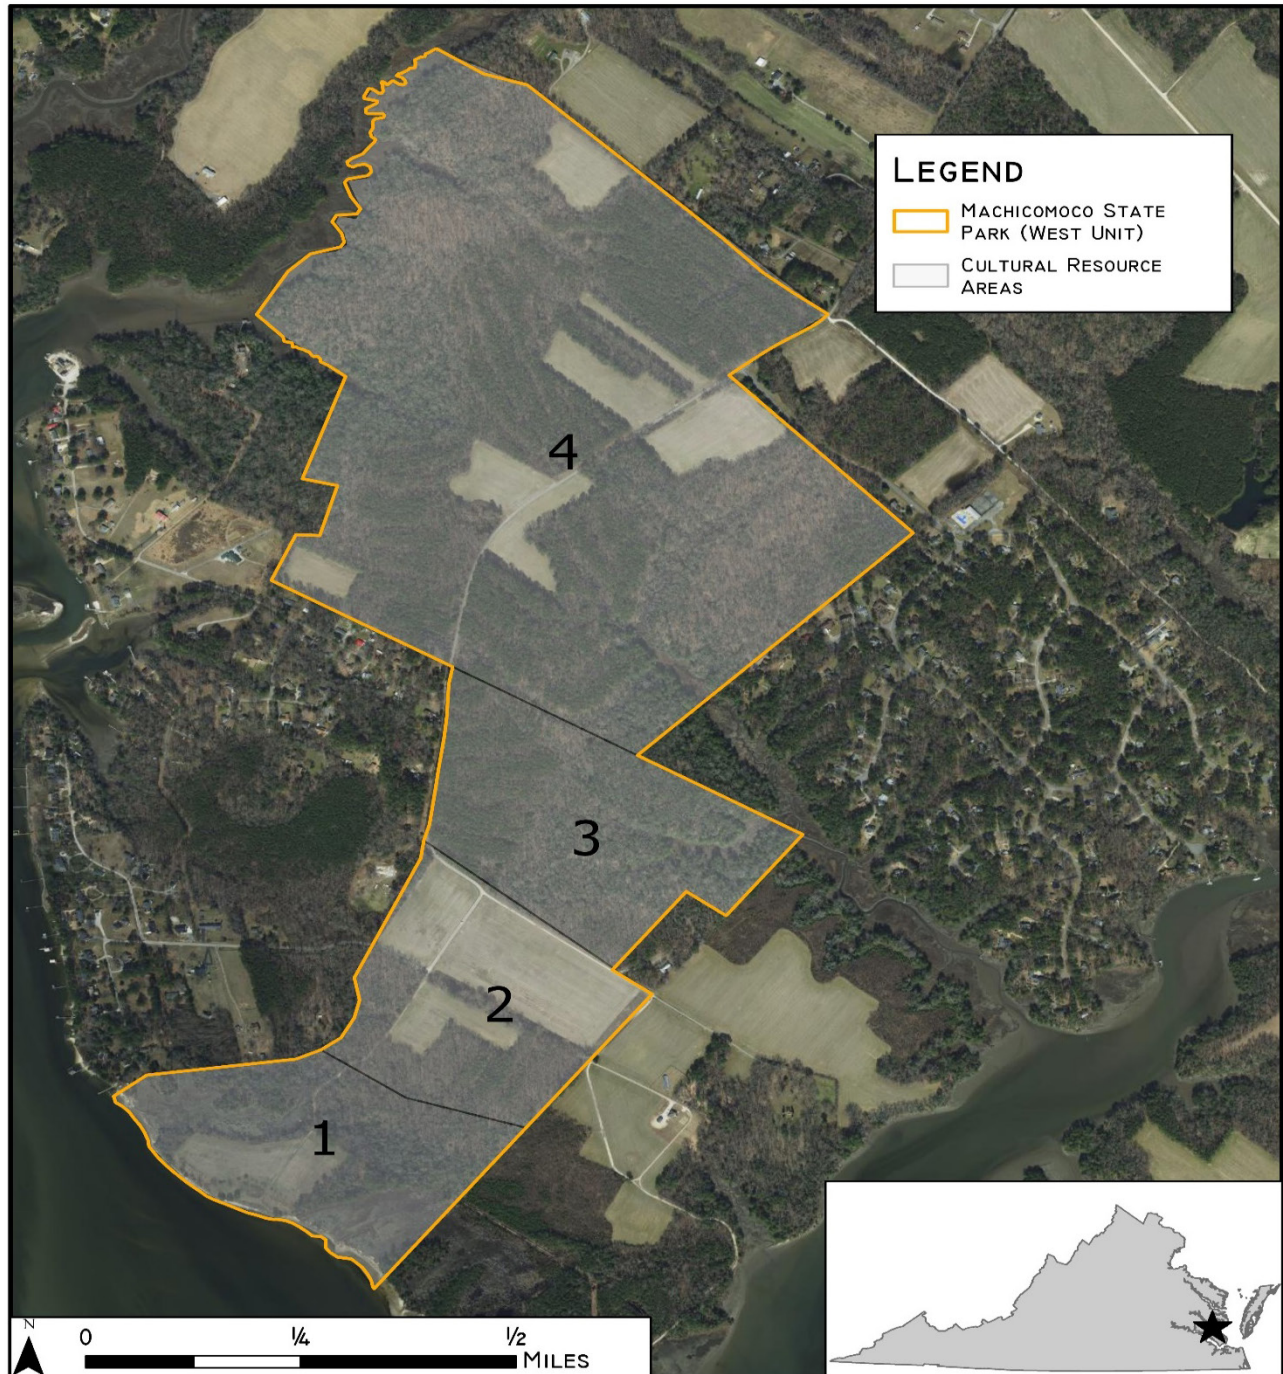 LEGEND
MACHICOMOCO STATE
PARK (WEST UNIT)
CULTURAL RESOURCE
AREAS
4
3
2
1
N
0 1/4 1/2
MILES